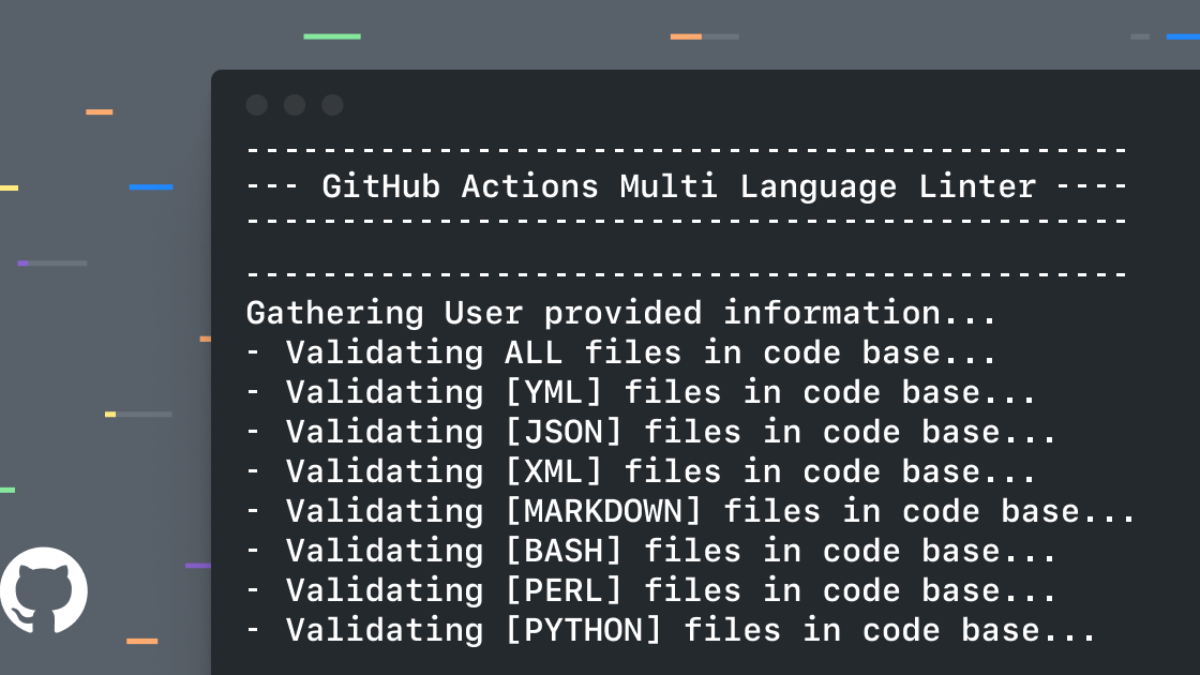 ----------------------------------------------
--- GitHub Actions Multi Language Linter ----
----------------------------------------------
----------------------------------------------
Gathering User provided information...
- Validating ALL files in code base...
- Validating [YML] files in code base...
- Validating [JSON] files in code base...
- Validating [XML] files in code base...
- Validating [MARKDOWN] files in code base...
- Validating [BASH] files in code base...
- Validating [PERL] files in code base...
- Validating [PYTHON] files in code base...